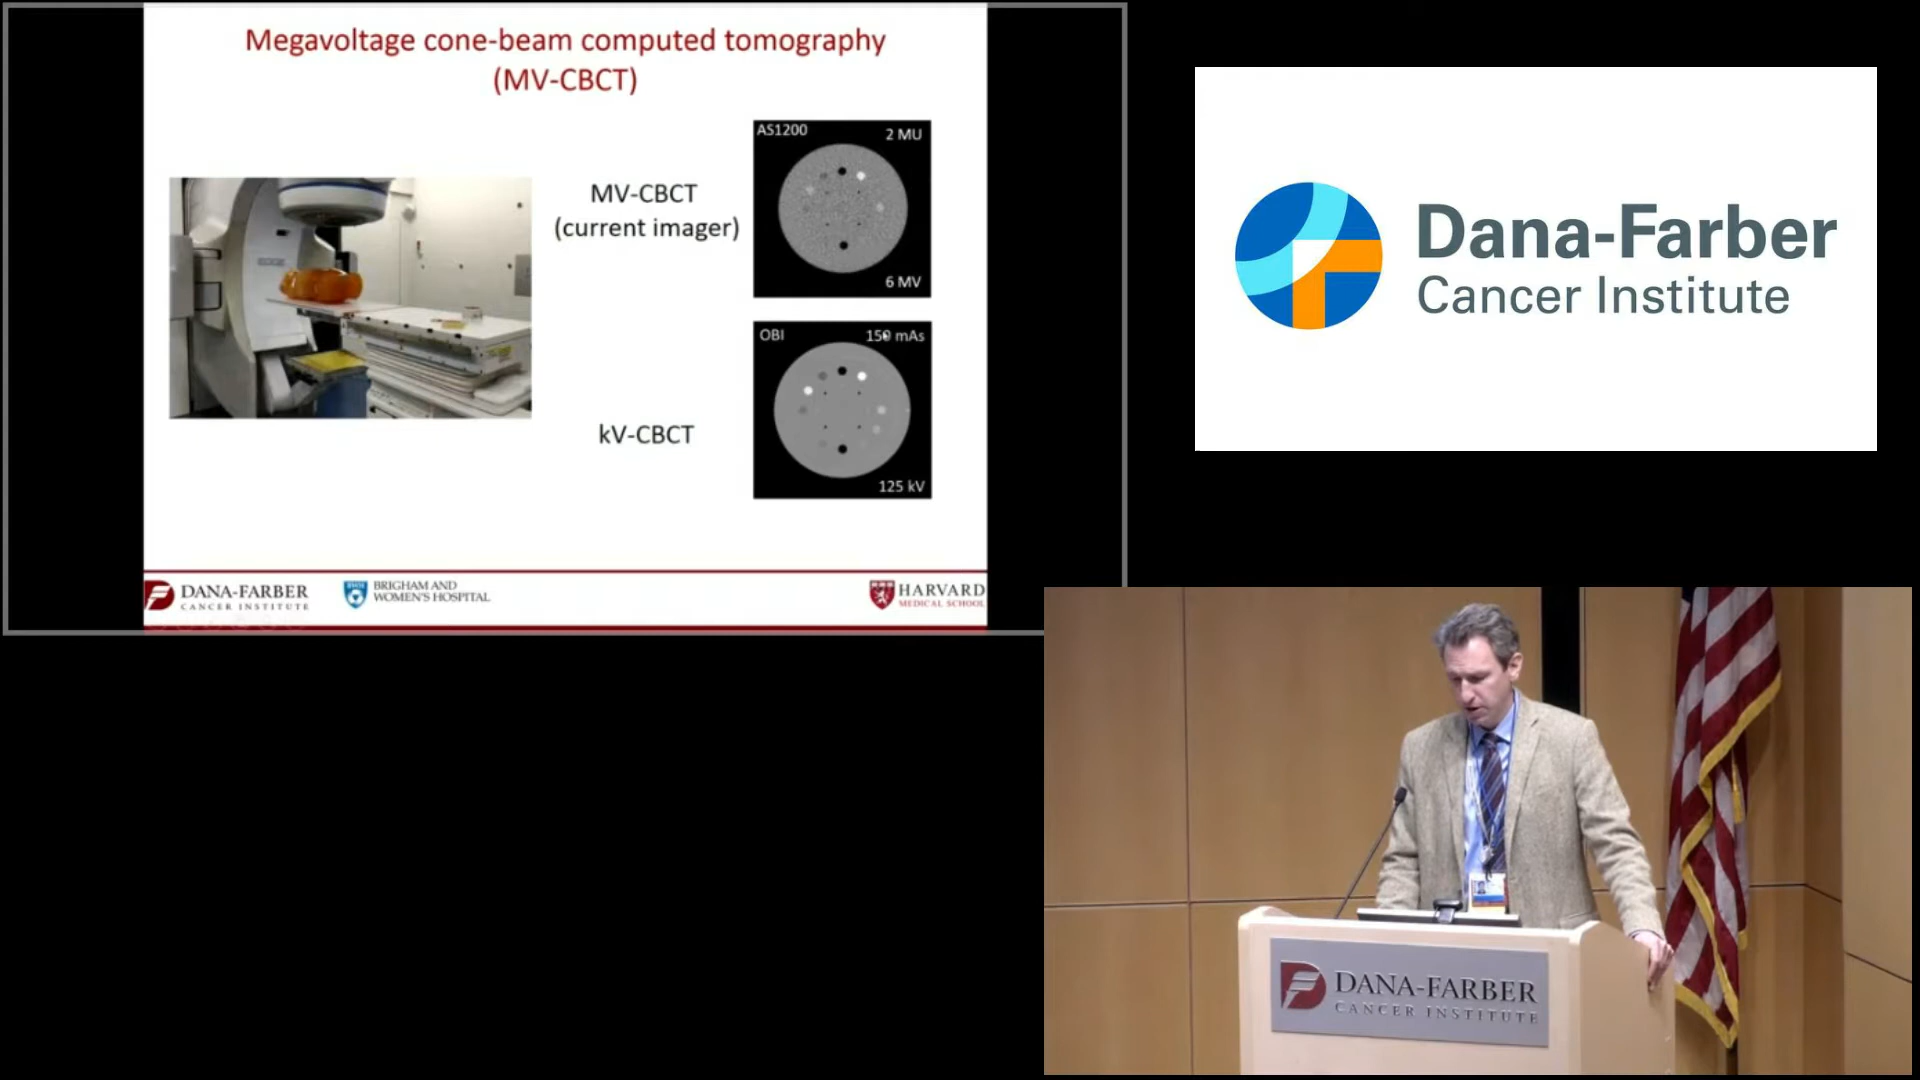 Megavoltage cone-beam computed tomography
(MV-CBCT)
AS1200
2 MU
MV-CBCT
(current imager)
6 MV
OBI
150 mAs
kV-CBCT
125 kV
DANA-FARBER
CANCER INSTITUTE
BRIGHAM AND
WOMEN'S HOSPITAL
HARVARD
MEDICAL SCHOOL
Dana-Farber
Cancer Institute
DANA-FARBER
CANCER INSTITUTE